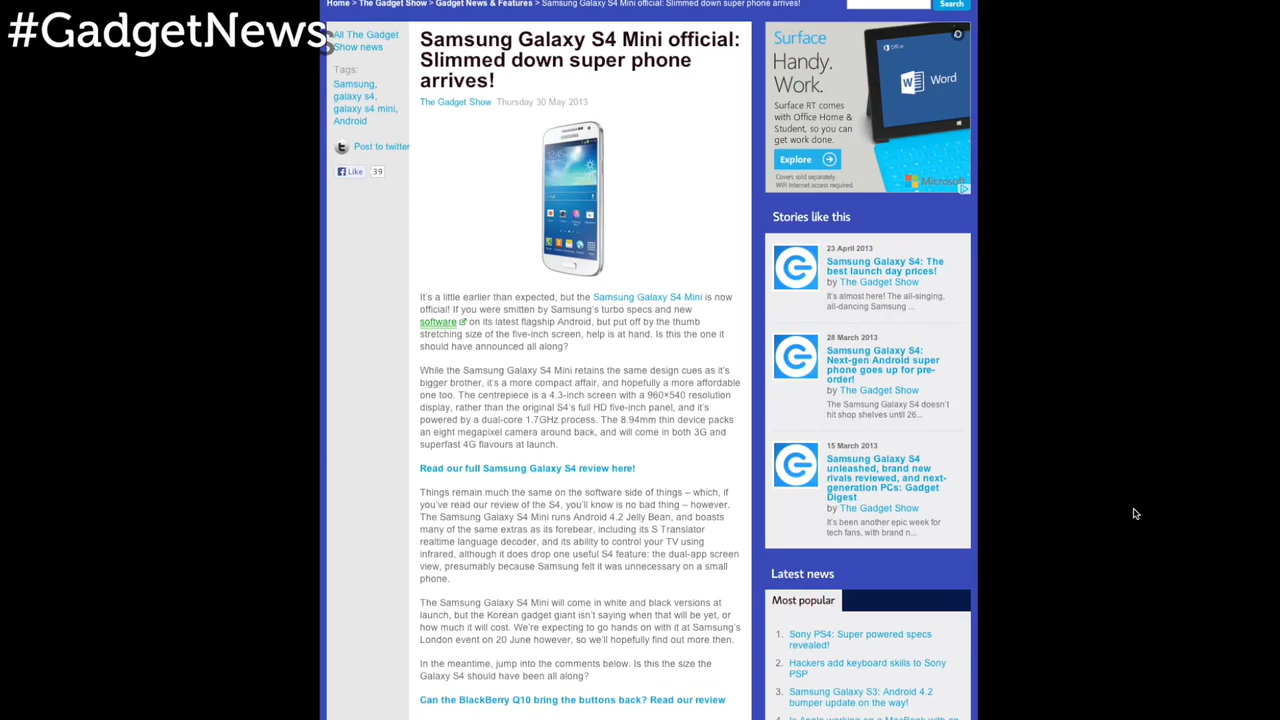 #GadgetNews
Home > The Gadget Show > Gadget News & Features > Samsung Galaxy S4 Mini official: Slimmed down super phone arrives!
Search
All The Gadget
Show news
Tags:
Samsung,
galaxy s4,
galaxy s4 mini,
Android
Post to twitter
Like 39
Samsung Galaxy S4 Mini official:
Slimmed down super phone
arrives!
The Gadget Show Thursday 30 May 2013
It's a little earlier than expected, but the Samsung Galaxy S4 Mini is now
official! If you were smitten by Samsung's turbo specs and new
software on its latest flagship Android, but put off by the thumb
stretching size of the five-inch screen, help is at hand. Is this the one it
should have announced all along?
While the Samsung Galaxy S4 Mini retains the same design cues as it's
bigger brother, it's a more compact affair, and hopefully a more affordable
one too. The centrepiece is a 4.3-inch screen with a 960×540 resolution
display, rather than the original S4's full HD five-inch panel, and it's
powered by a dual-core 1.7GHz process. The 8.94mm thin device packs
an eight megapixel camera around back, and will come in both 3G and
superfast 4G flavours at launch.
Read our full Samsung Galaxy S4 review here!
Things remain much the same on the software side of things – which, if
you've read our review of the S4, you'll know is no bad thing – however.
The Samsung Galaxy S4 Mini runs Android 4.2 Jelly Bean, and boasts
many of the same extras as its forebear, including its S Translator
realtime language decoder, and its ability to control your TV using
infrared, although it does drop one useful S4 feature: the dual-app screen
view, presumably because Samsung felt it was unnecessary on a small
phone.
The Samsung Galaxy S4 Mini will come in white and black versions at
launch, but the Korean gadget giant isn't saying when that will be yet, or
how much it will cost. We're expecting to go hands on with it at Samsung's
London event on 20 June however, so we'll hopefully find out more then.
In the meantime, jump into the comments below. Is this the size the
Galaxy S4 should have been all along?
Can the BlackBerry Q10 bring the buttons back? Read our review
Surface
Handy.
Work.
Surface RT comes
with Office Home &
Student, so you can
get work done.
Explore
Covers sold separately.
WiFi Internet access required.
Office
Word
Microsoft
Stories like this
23 April 2013
Samsung Galaxy S4: The
best launch day prices!
by The Gadget Show
It's almost here! The all-singing,
all-dancing Samsung ...
28 March 2013
Samsung Galaxy S4:
Next-gen Android super
phone goes up for pre-
order!
by The Gadget Show
The Samsung Galaxy S4 doesn't
hit shop shelves until 26...
15 March 2013
Samsung Galaxy S4
unleashed, brand new
rivals reviewed, and next-
generation PCs: Gadget
Digest
by The Gadget Show
It's been another epic week for
tech fans, with brand n...
Latest news
Most popular
1. Sony PS4: Super powered specs
revealed!
2. Hackers add keyboard skills to Sony
PSP
3. Samsung Galaxy S3: Android 4.2
bumper update on the way!